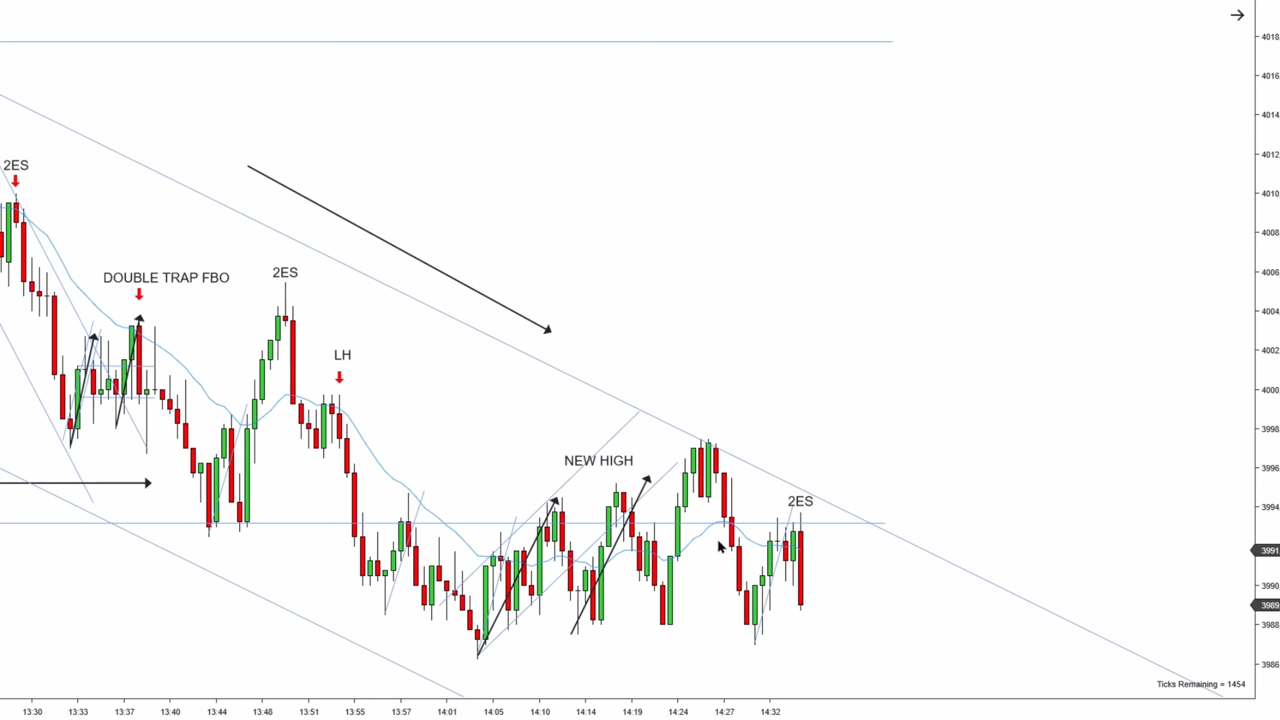 4018
4016
4014
4012
2ES
4010
4008
DOUBLE TRAP FBO
2ES
4006
4004
LH
4002
4000
3998
NEW HIGH
3996
2ES
3994
3991
3990
3989
3988
3986
Ticks Remaining = 1454
13:30 13:33 13:37 13:40 13:44 13:48 13:51 13:55 13:57 14:01 14:05 14:10 14:14 14:19 14:24 14:27 14:32